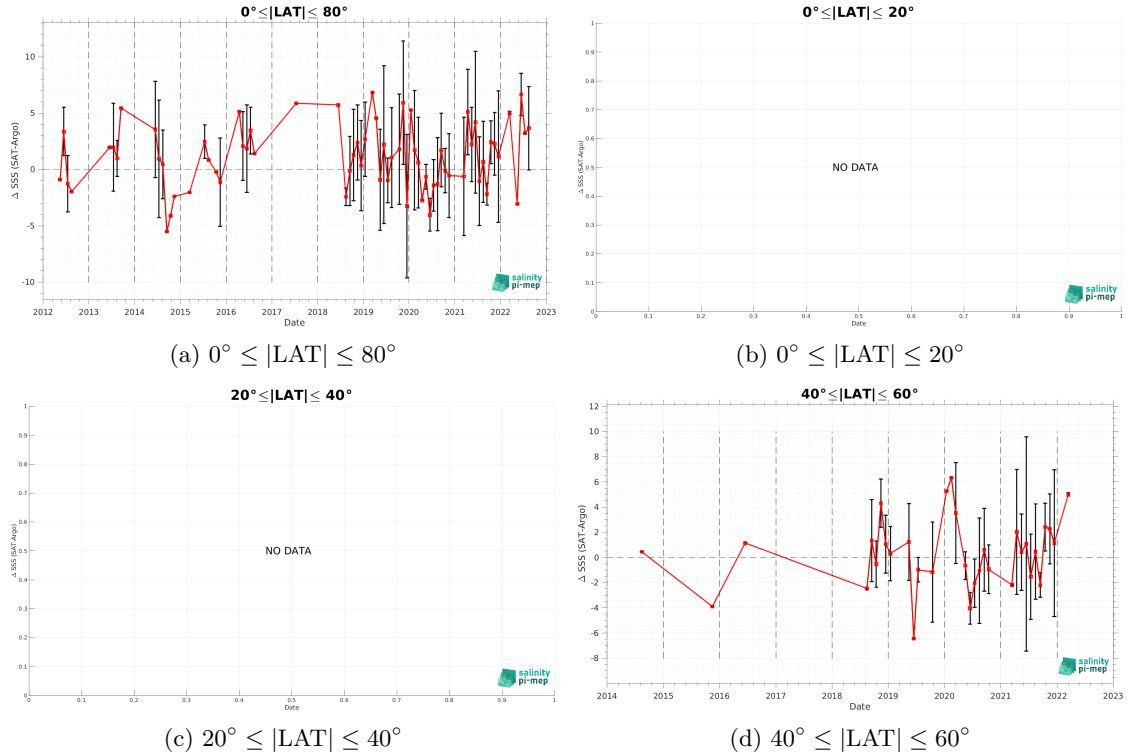 0°≤|LAT|≤ 80°
Δ SSS (SAT-Argo)
10
5
0
-5
-10
2012 2013 2014 2015 2016 2017 2018 2019 2020 2021 2022 2023
Date
salinity
pi-mep
(a) 0° ≤ |LAT| ≤ 80°
0°≤|LAT|≤ 20°
Δ SSS (SAT-Argo)
1
0.9
0.8
0.7
0.6
0.5
0.4
0.3
0.2
0.1
0
NO DATA
0 0.1 0.2 0.3 0.4 0.5 0.6 0.7 0.8 0.9 1
Date
salinity
pi-mep
(b) 0° ≤ |LAT| ≤ 20°
20°≤|LAT|≤ 40°
Δ SSS (SAT-Argo)
1
0.9
0.8
0.7
0.6
0.5
0.4
0.3
0.2
0.1
0
NO DATA
0 0.1 0.2 0.3 0.4 0.5 0.6 0.7 0.8 0.9 1
Date
salinity
pi-mep
(c) 20° ≤ |LAT| ≤ 40°
40°≤|LAT|≤ 60°
Δ SSS (SAT-Argo)
12
10
8
6
4
2
0
-2
-4
-6
-8
2014 2015 2016 2017 2018 2019 2020 2021 2022 2023
Date
salinity
pi-mep
(d) 40° ≤ |LAT| ≤ 60°